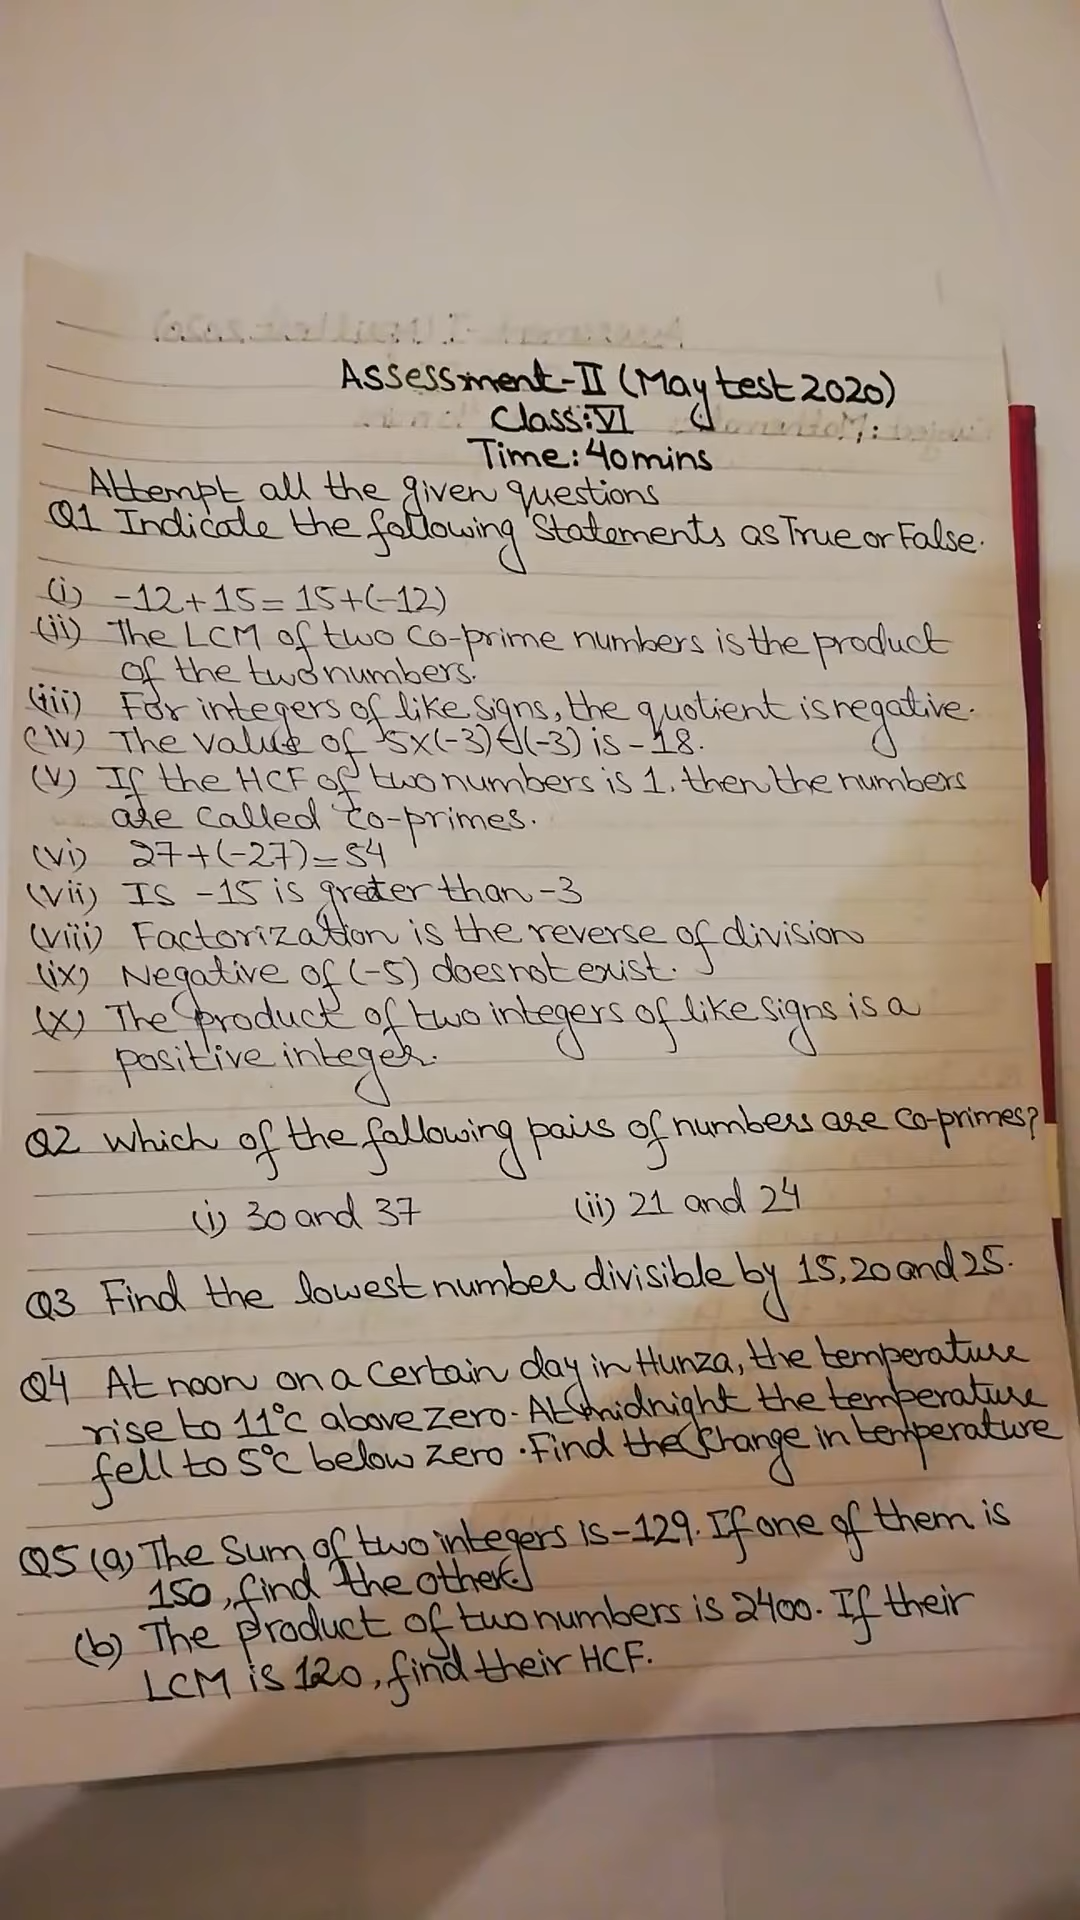 Assessment-II (May test 2020)
Class: VI
Time: 40mins
Attempt all the given questions
Q1 Indicate the following Statements as True or False.
(i) -12+15=15+(-12)
(ii) The LCM of two co-prime numbers is the product
of the two numbers.
(iii) For integers of like signs, the quotient is negative.
(iv) The value of 5x(-3)+(-3) is -18.
(v) If the HCF of two numbers is 1. then the numbers
are called co-primes.
(vi) 27+(-27)=54
(vii) Is -15 is greter than -3
(viii) Factorization is the reverse of division
(ix) Negative of (-5) does not exist.
(x) The product of two integers of like signs is a
positive integer.
Q2 which of the following pairs of numbers are co-primes?
(i) 30 and 37 (ii) 21 and 24
Q3 Find the lowest number divisible by 15,20 and 25.
Q4 At noon on a certain day in Hunza, the temperature
rise to 11°c above zero. At midnight the temperature
fell to 5°c below zero. Find the change in temperature
Q5 (a) The Sum of two integers is -129. If one of them is
150, find the other.
(b) The product of two numbers is 2400. If their
LCM is 120, find their HCF.